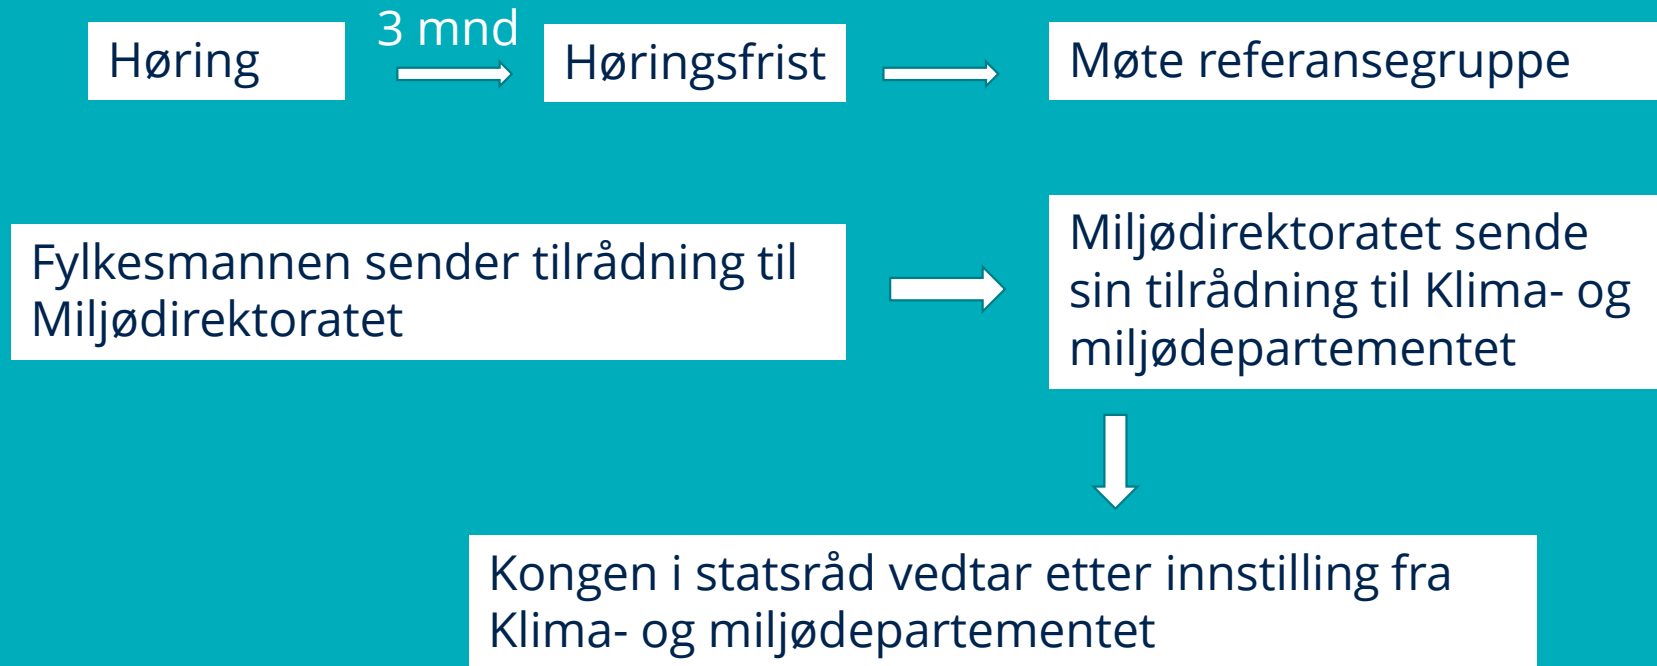 Høring
3 mnd
Høringsfrist
Møte referansegruppe
Fylkesmannen sender tilrådning til
Miljødirektoratet
Miljødirektoratet sende
sin tilrådning til Klima- og
miljødepartementet
Kongen i statsråd vedtar etter innstilling fra
Klima- og miljødepartementet